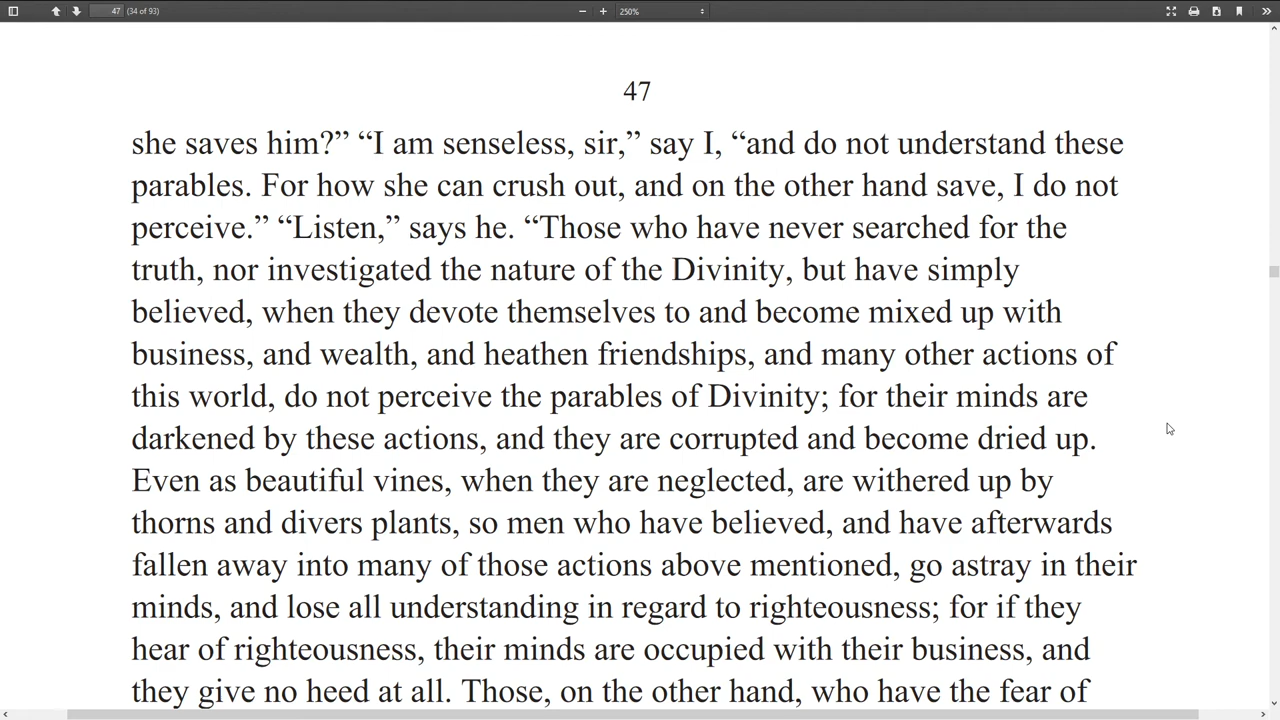 47 (34 of 93) 250%
47
she saves him?” “I am senseless, sir,” say I, “and do not understand these
parables. For how she can crush out, and on the other hand save, I do not
perceive.” “Listen,” says he. “Those who have never searched for the
truth, nor investigated the nature of the Divinity, but have simply
believed, when they devote themselves to and become mixed up with
business, and wealth, and heathen friendships, and many other actions of
this world, do not perceive the parables of Divinity; for their minds are
darkened by these actions, and they are corrupted and become dried up.
Even as beautiful vines, when they are neglected, are withered up by
thorns and divers plants, so men who have believed, and have afterwards
fallen away into many of those actions above mentioned, go astray in their
minds, and lose all understanding in regard to righteousness; for if they
hear of righteousness, their minds are occupied with their business, and
they give no heed at all. Those, on the other hand, who have the fear of